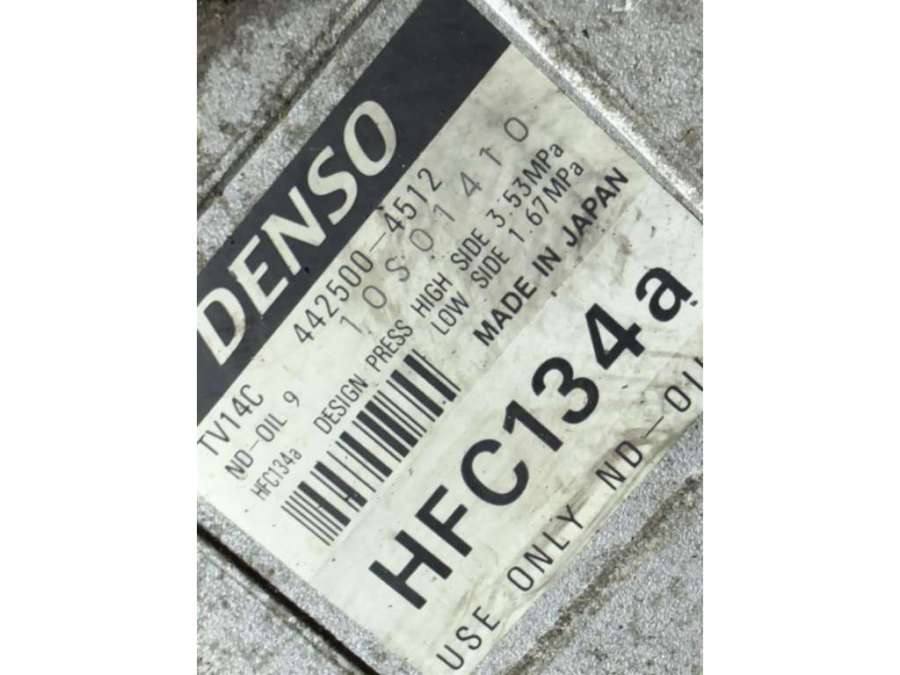 DENSO
TV14C 442500-4512
ND-OIL 9 10S01410
HFC134a DESIGN PRESS HIGH SIDE 3.53MPa
LOW SIDE 1.67MPa
MADE IN JAPAN
HFC134a
USE ONLY ND-OIL